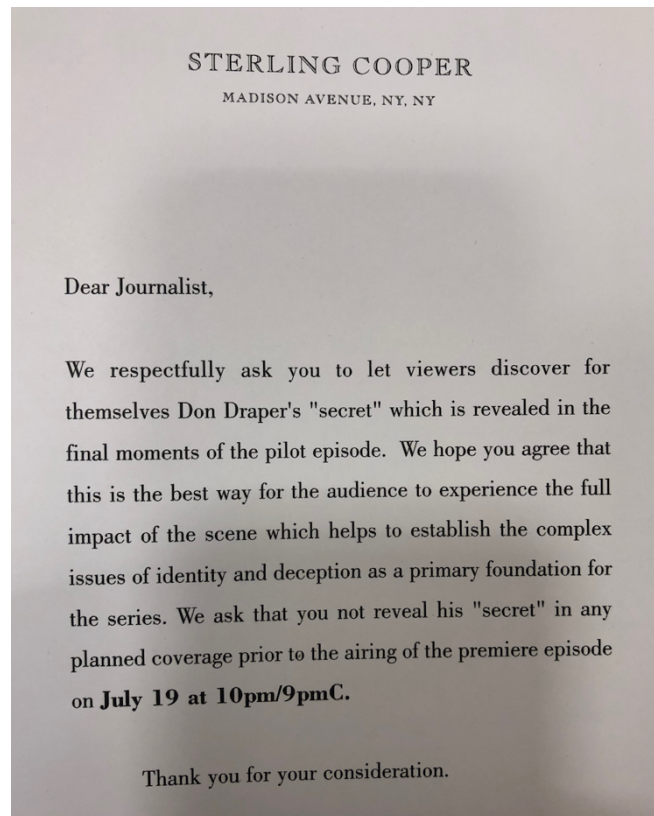 STERLING COOPER
MADISON AVENUE, NY, NY
Dear Journalist,
We respectfully ask you to let viewers discover for
themselves Don Draper's "secret" which is revealed in the
final moments of the pilot episode. We hope you agree that
this is the best way for the audience to experience the full
impact of the scene which helps to establish the complex
issues of identity and deception as a primary foundation for
the series. We ask that you not reveal his "secret" in any
planned coverage prior to the airing of the premiere episode
on July 19 at 10pm/9pmC.
Thank you for your consideration.